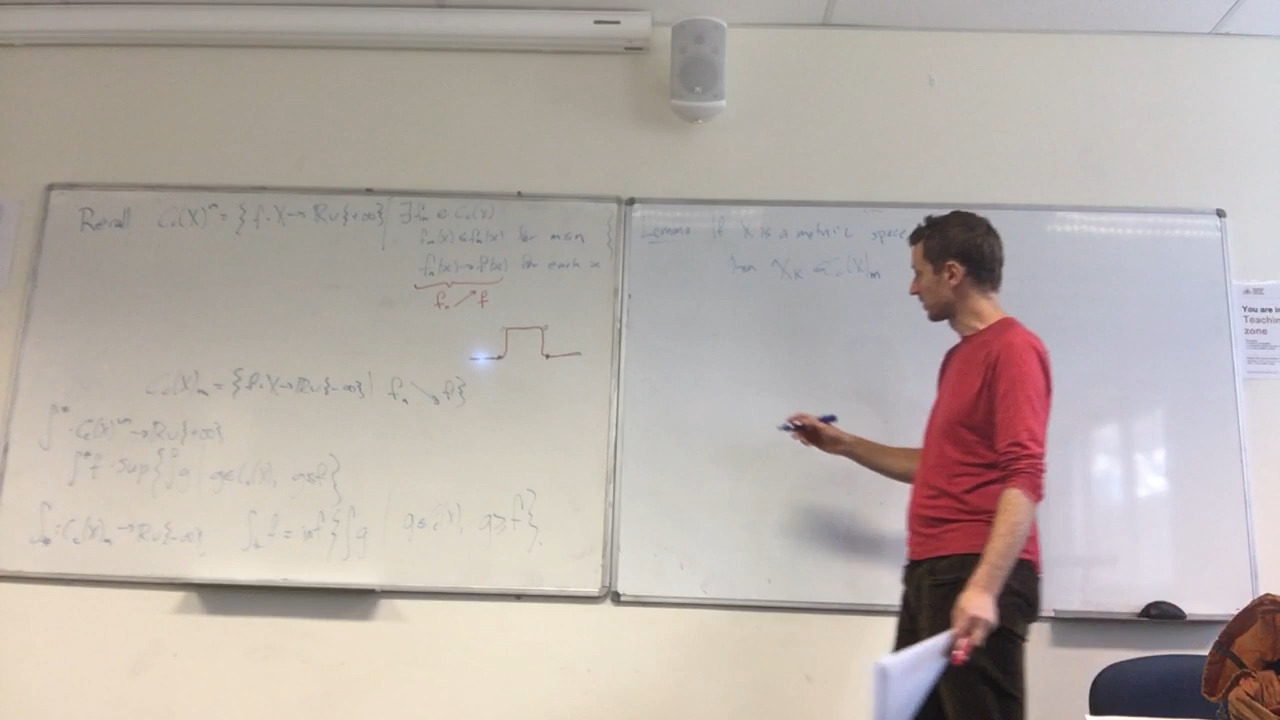 Recall C_c(X)^m = { f: X → ℝ∪{+∞} | ∃ f_n ∈ C_c(X)
f_m(x) ≤ f_n(x) for m≤n
f_n(x) → f(x) for each x }
f_n ↗ f
C_c(X)_m = { f: X → ℝ∪{-∞} | f_n ↘ f }
∫^* : C_c(X)^m → ℝ∪{+∞}
∫^* f = sup { ∫ g | g∈C_c(X), g≤f }
∫_* : C_c(X)_m → ℝ∪{-∞} ∫_* f = inf { ∫ g | g∈C_c(X), g≥f }.
Lemma If X is a metric space
then χ_K ∈ C_c(X)_m
You are in
Teaching
zone